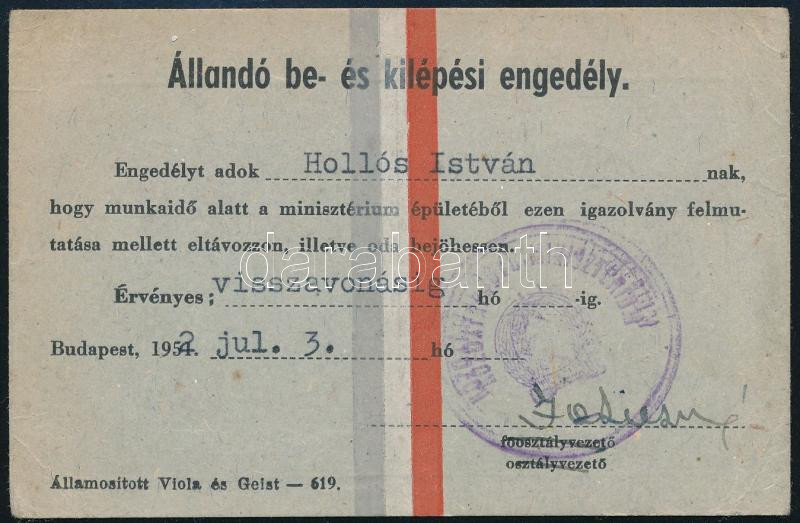 Állandó be- és kilépési engedély.
Engedélyt adok Hollós István nak,
hogy munkaidő alatt a minisztérium épületéből ezen igazolvány felmu-
tatása mellett eltávozzon, illetve oda bejöhessen.
darabanth
Érvényes: visszavonásig hó -ig.
Budapest, 1952 jul. 3. hó
főosztályvezető
osztályvezető
Államosított Viola és Geist — 619.